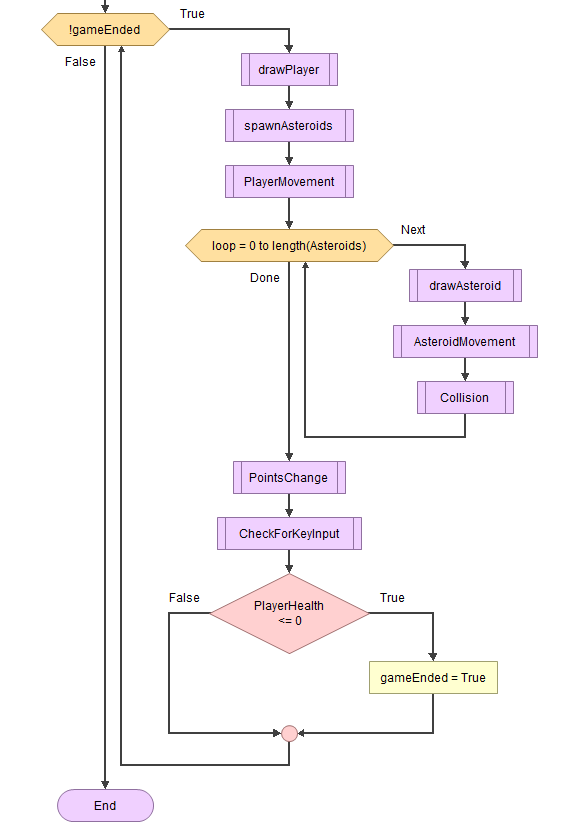 True
!gameEnded
False
drawPlayer
spawnAsteroids
PlayerMovement
loop = 0 to length(Asteroids)
Next
Done
drawAsteroid
AsteroidMovement
Collision
PointsChange
CheckForKeyInput
False
PlayerHealth
<= 0
True
gameEnded = True
End